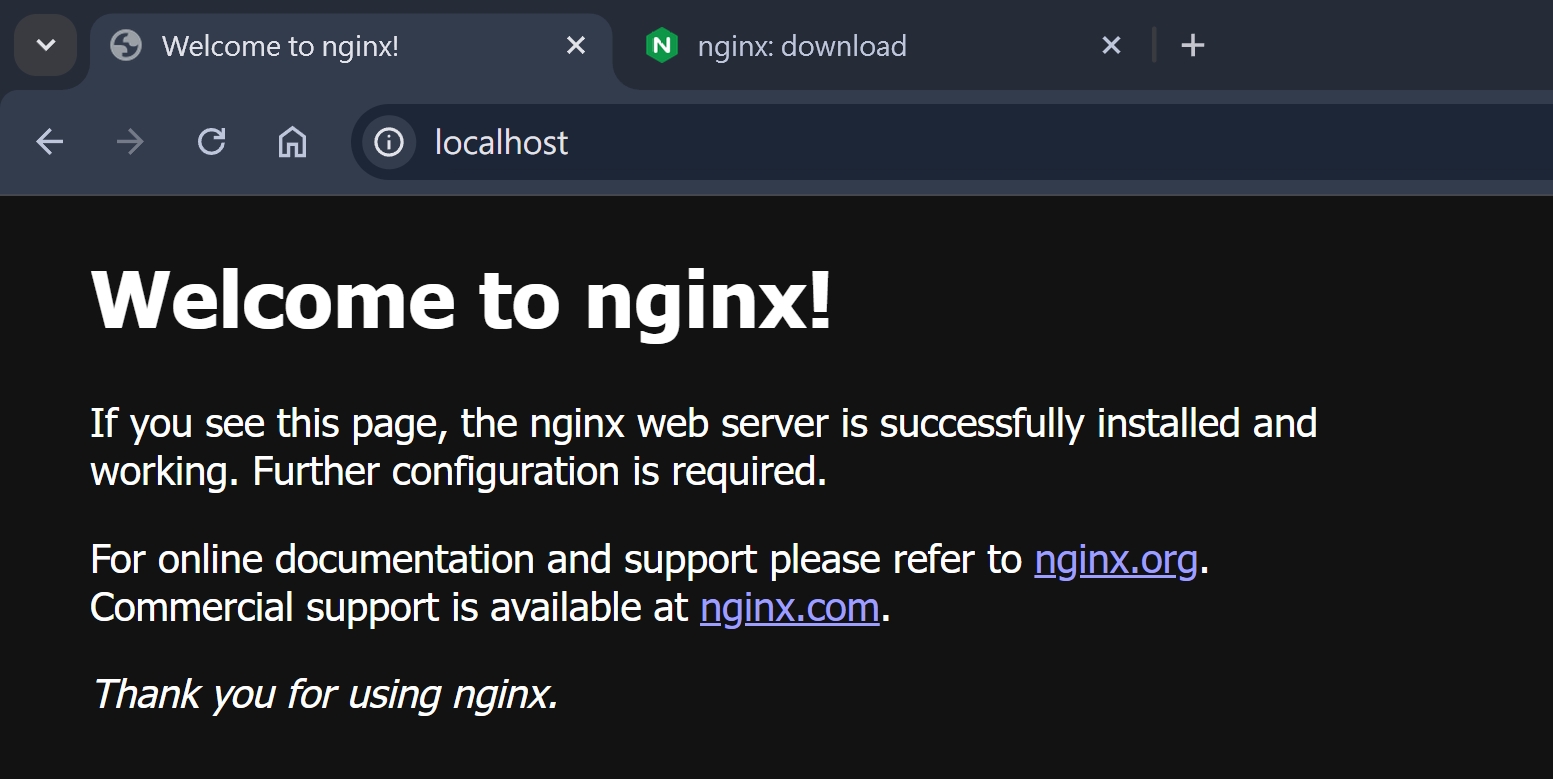 Welcome to nginx!
nginx: download
localhost
Welcome to nginx!
If you see this page, the nginx web server is successfully installed and
working. Further configuration is required.
For online documentation and support please refer to nginx.org.
Commercial support is available at nginx.com.
Thank you for using nginx.